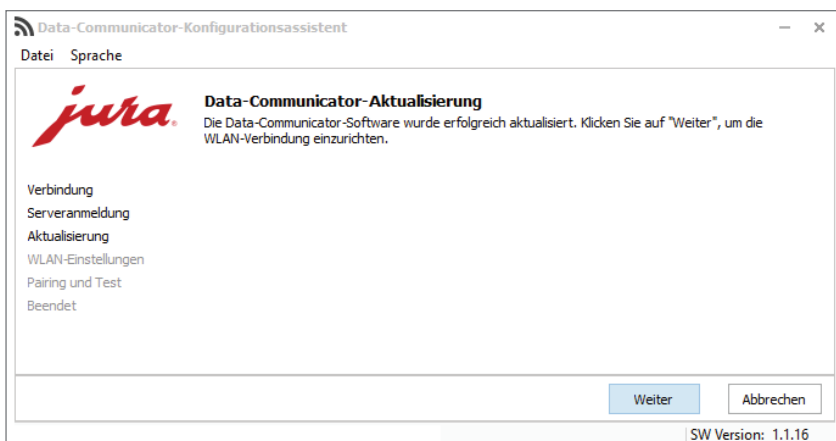 Data-Communicator-Konfigurationsassistent
Datei Sprache
jura®
Data-Communicator-Aktualisierung
Die Data-Communicator-Software wurde erfolgreich aktualisiert. Klicken Sie auf "Weiter", um die
WLAN-Verbindung einzurichten.
Verbindung
Serveranmeldung
Aktualisierung
WLAN-Einstellungen
Pairing und Test
Beendet
Weiter Abbrechen
SW Version: 1.1.16